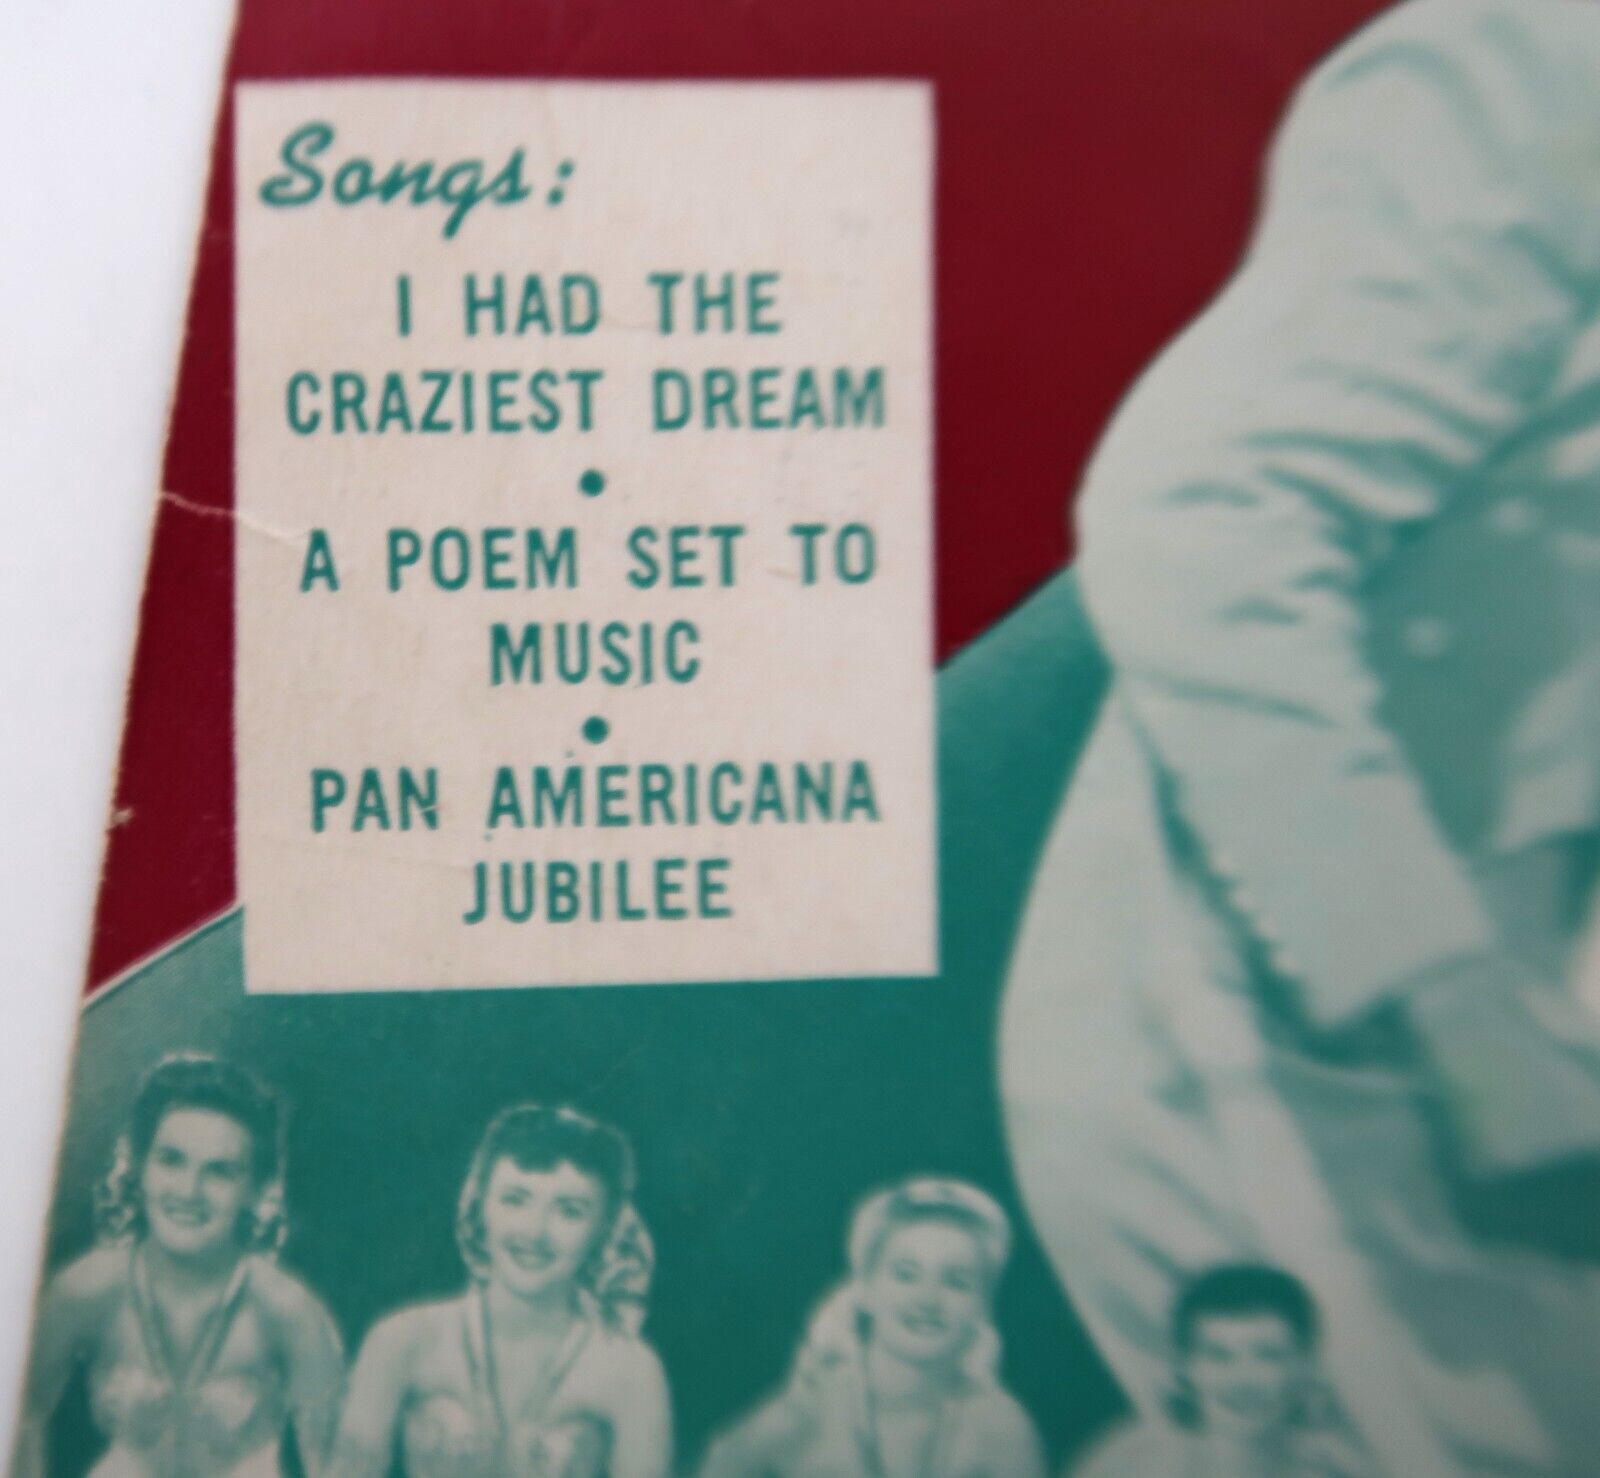 Songs:
I HAD THE
CRAZIEST DREAM
•
A POEM SET TO
MUSIC
•
PAN AMERICANA
JUBILEE